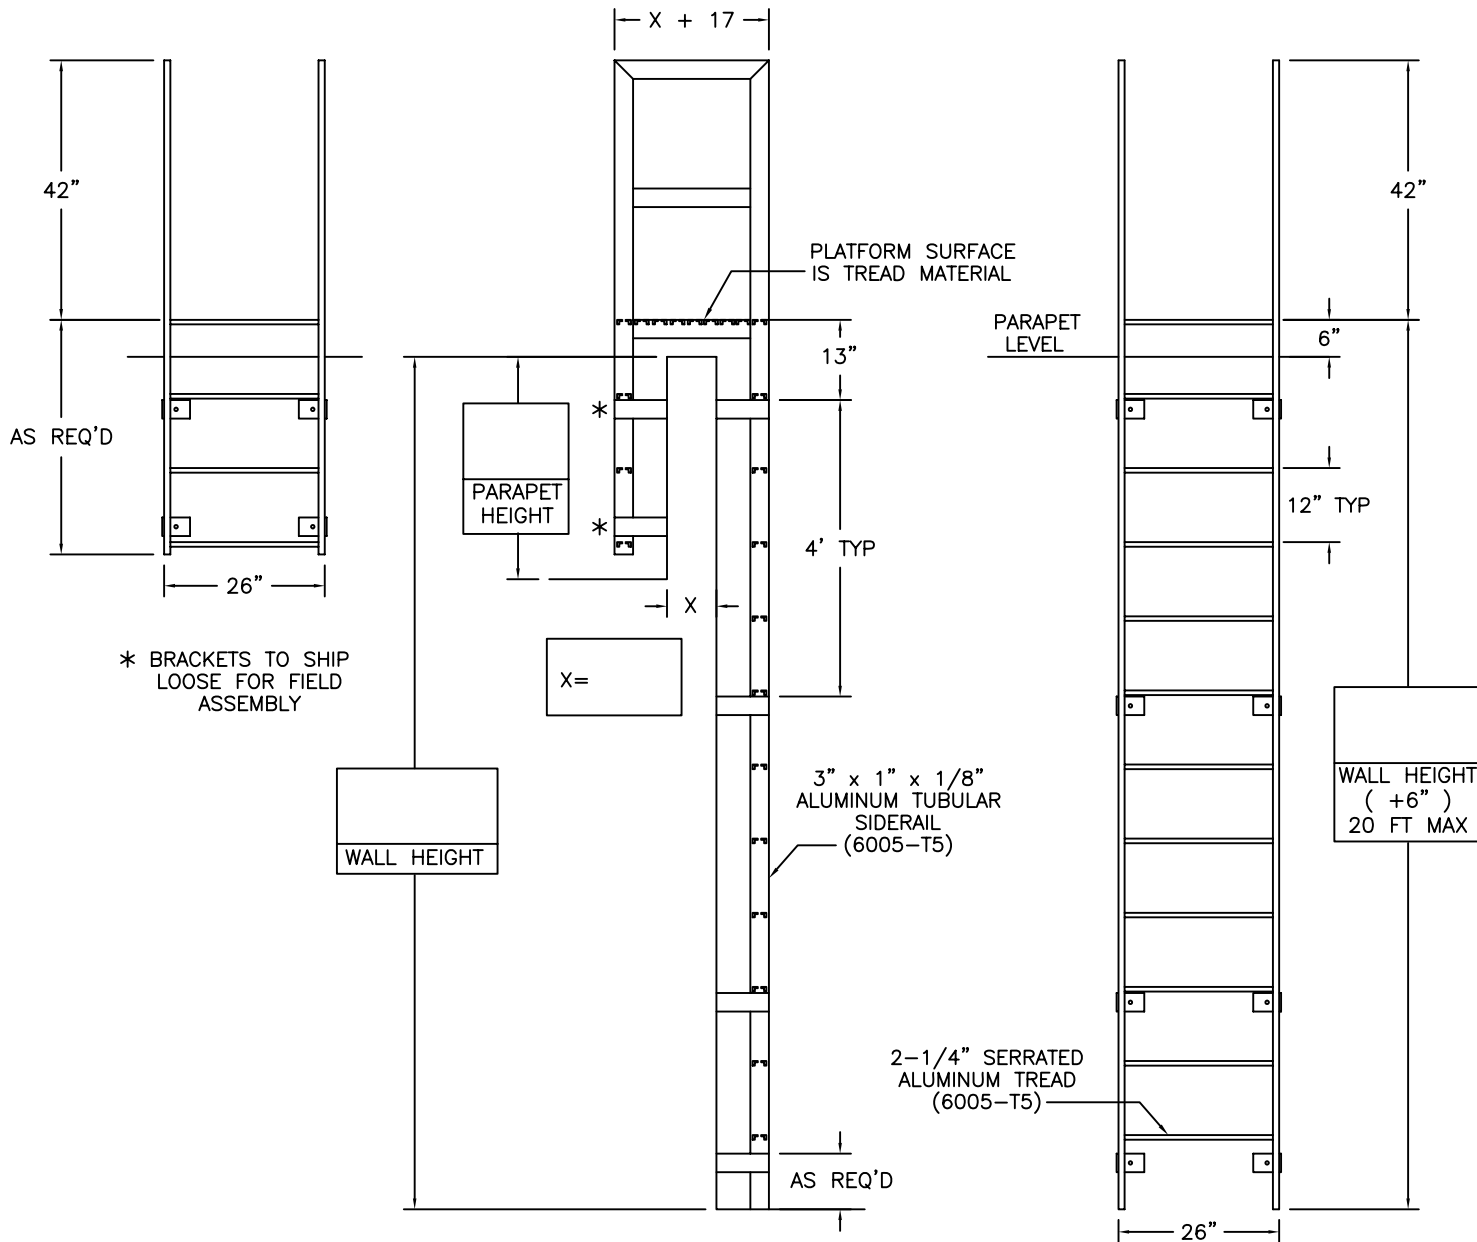 X + 17
42”
42”
PLATFORM SURFACE
IS TREAD MATERIAL
PARAPET
LEVEL
6”
13”
AS REQ'D
*
PARAPET
HEIGHT
*
12” TYP
4' TYP
26”
X
* BRACKETS TO SHIP
LOOSE FOR FIELD
ASSEMBLY
X=
3” x 1” x 1/8”
ALUMINUM TUBULAR
SIDERAIL
(6005-T5)
WALL HEIGHT
( +6” )
20 FT MAX
WALL HEIGHT
2-1/4” SERRATED
ALUMINUM TREAD
(6005-T5)
AS REQ'D
26”